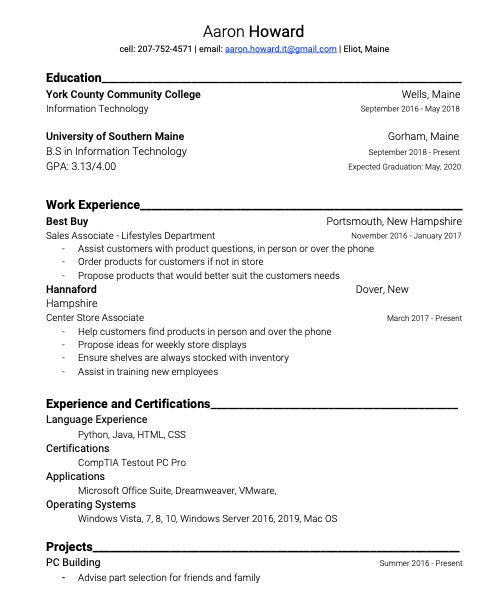 Aaron Howard
cell: 207-752-4571 | email: aaron.howard.it@gmail.com | Eliot, Maine
Education
York County Community College Wells, Maine
Information Technology September 2016 - May 2018
University of Southern Maine Gorham, Maine
B.S in Information Technology September 2018 - Present
GPA: 3.13/4.00 Expected Graduation: May, 2020
Work Experience
Best Buy Portsmouth, New Hampshire
Sales Associate - Lifestyles Department November 2016 - January 2017
- Assist customers with product questions, in person or over the phone
- Order products for customers if not in store
- Propose products that would better suit the customers needs
Hannaford Dover, New
Hampshire
Center Store Associate March 2017 - Present
- Help customers find products in person and over the phone
- Propose ideas for weekly store displays
- Ensure shelves are always stocked with inventory
- Assist in training new employees
Experience and Certifications
Language Experience
Python, Java, HTML, CSS
Certifications
CompTIA Testout PC Pro
Applications
Microsoft Office Suite, Dreamweaver, VMware,
Operating Systems
Windows Vista, 7, 8, 10, Windows Server 2016, 2019, Mac OS
Projects
PC Building Summer 2016 - Present
- Advise part selection for friends and family